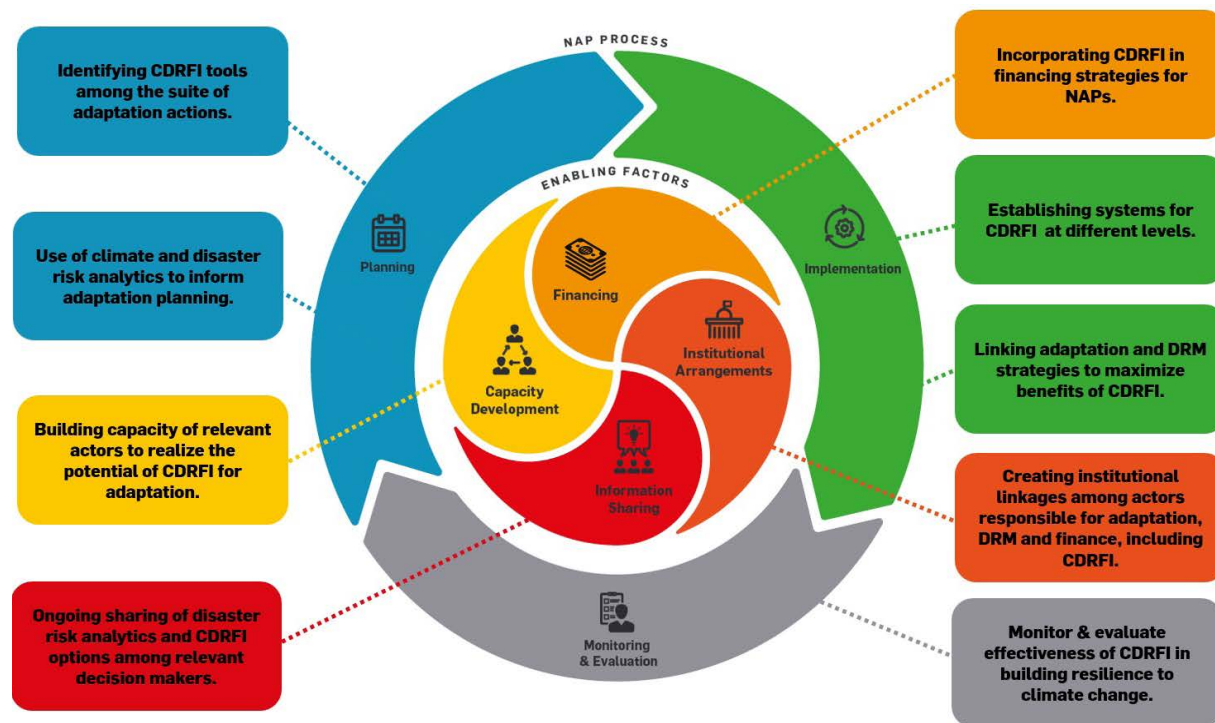 NAP PROCESS
Identifying CDRFI tools
among the suite of
adaptation actions.
Incorporating CDRFI in
financing strategies for
NAPs.
ENABLING FACTORS
Use of climate and disaster
risk analytics to inform
adaptation planning.
Planning
Financing
Implementation
Establishing systems for
CDRFI at different levels.
Capacity
Development
Institutional
Arrangements
Linking adaptation and DRM
strategies to maximize
benefits of CDRFI.
Building capacity of relevant
actors to realize the
potential of CDRFI for
adaptation.
Information
Sharing
Creating institutional
linkages among actors
responsible for adaptation,
DRM and finance, including
CDRFI.
Ongoing sharing of disaster
risk analytics and CDRFI
options among relevant
decision makers.
Monitoring
& Evaluation
Monitor & evaluate
effectiveness of CDRFI in
building resilience to
climate change.